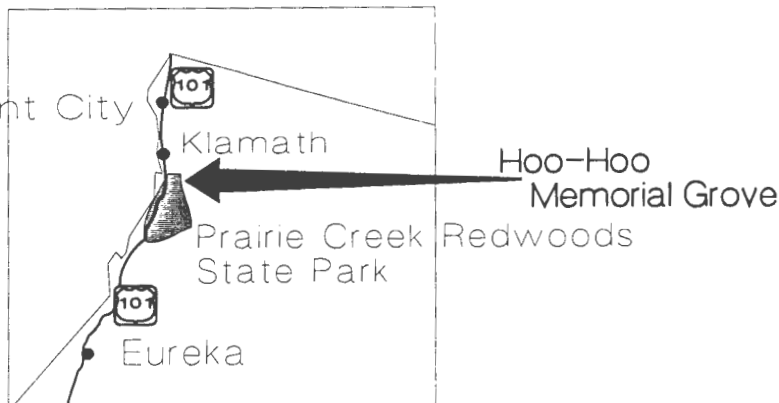 101
nt City
Klamath
Hoo-Hoo
Memorial Grove
Prairie Creek Redwoods
State Park
101
Eureka